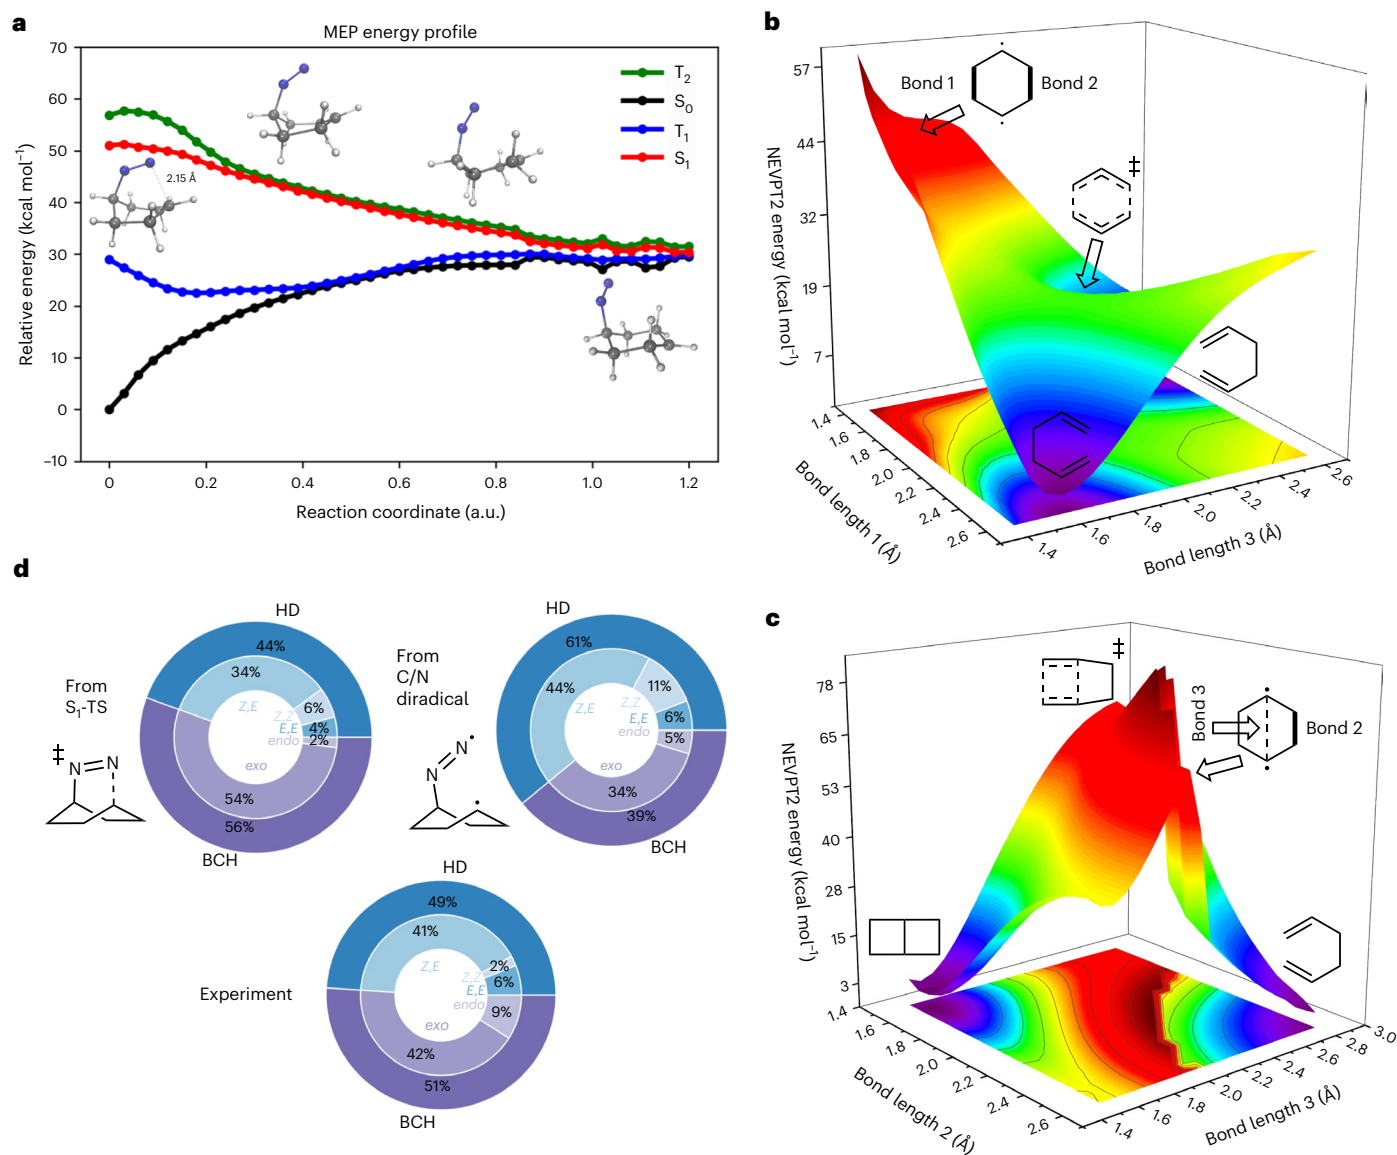 a
MEP energy profile
70
60
50
40
30
20
10
0
–10
Relative energy (kcal mol–1)
0
0.2
0.4
0.6
0.8
1.0
1.2
Reaction coordinate (a.u.)
T2
S0
T1
S1
2.15 Å
b
57
44
32
19
7
NEVPT2 energy (kcal mol–1)
Bond 1
Bond 2
‡
1.4
1.6
1.8
2.0
2.2
2.4
2.6
Bond length 1 (Å)
1.4
1.6
1.8
2.0
2.2
2.4
2.6
Bond length 3 (Å)
c
78
65
53
40
28
15
3
NEVPT2 energy (kcal mol–1)
‡
Bond 3
Bond 2
1.4
1.6
1.8
2.0
2.2
2.4
2.6
Bond length 2 (Å)
1.4
1.6
1.8
2.0
2.2
2.4
2.6
2.8
3.0
Bond length 3 (Å)
d
From
S1-TS
‡
N
N
HD
44%
34%
6%
4%
2%
54%
56%
Z,E
Z,Z
E,E
endo
exo
BCH
From
C/N
diradical
N
N
HD
61%
44%
11%
6%
5%
34%
39%
Z,E
Z,Z
E,E
endo
exo
BCH
Experiment
HD
49%
41%
2%
6%
9%
42%
51%
Z,E
Z,Z
E,E
endo
exo
BCH